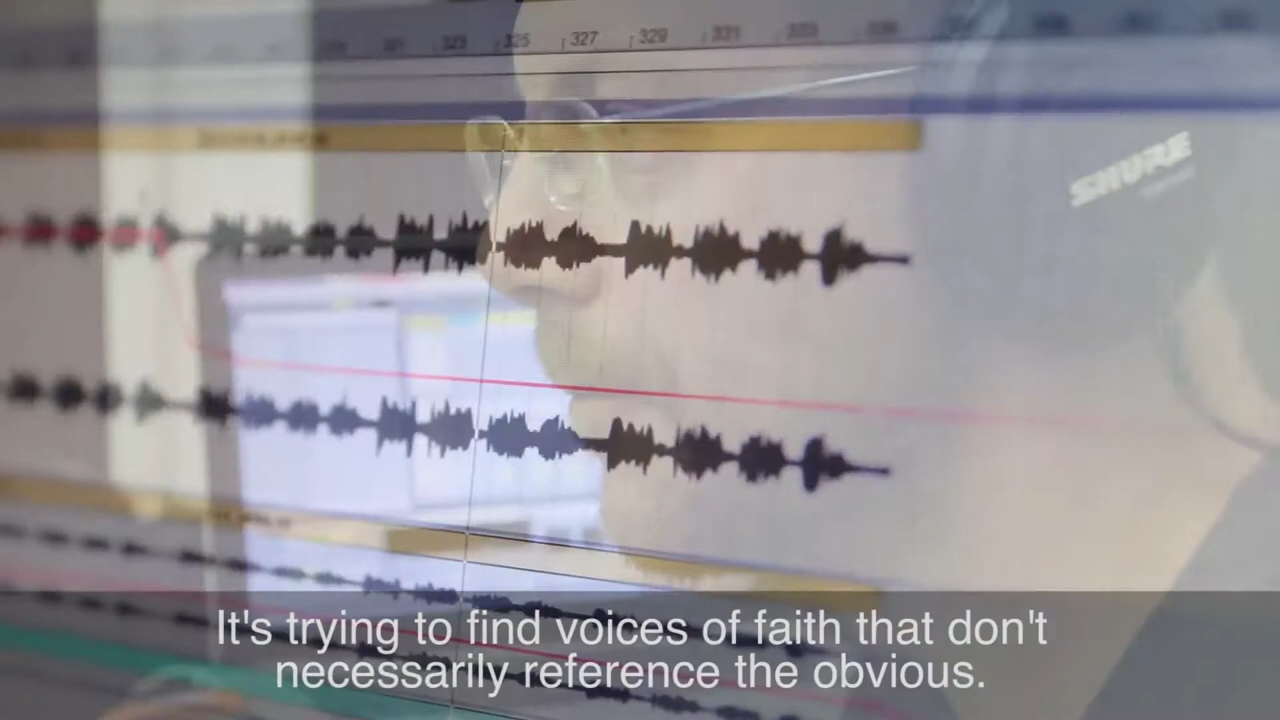 323 325 327 329 331 333
SHURE
It's trying to find voices of faith that don't
necessarily reference the obvious.